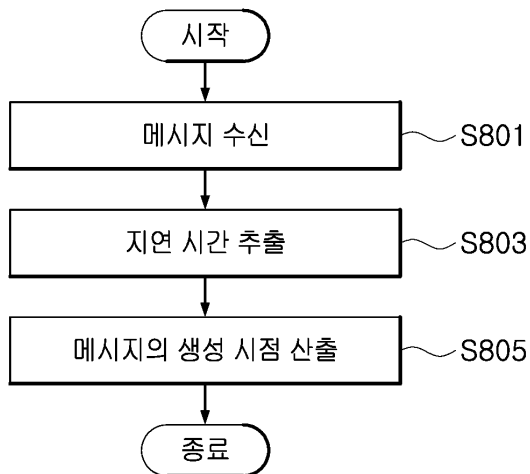 시작
메시지 수신
S801
지연 시간 추출
S803
메시지의 생성 시점 산출
S805
종료